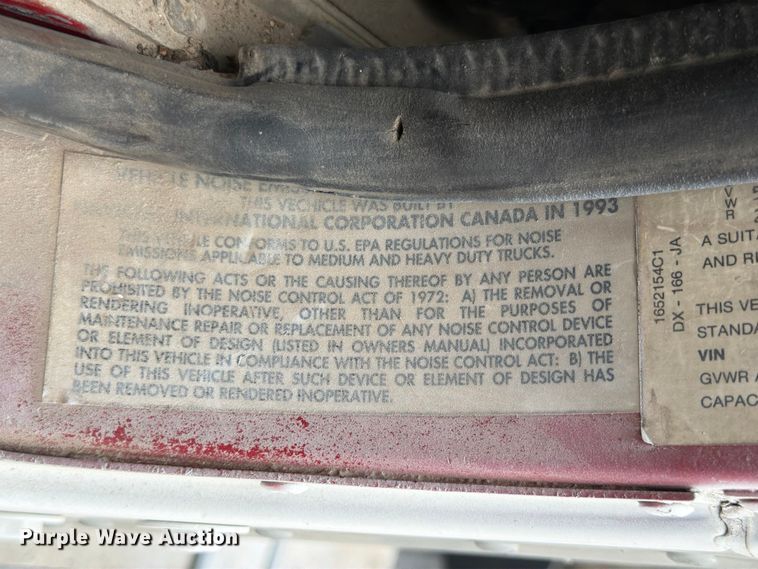 VEHICLE NOISE
THIS VEHICLE WAS BUILT BY
INTERNATIONAL CORPORATION CANADA IN 1993
CONFORMS TO U.S. EPA REGULATIONS FOR NOISE
EMISSIONS APPLICABLE TO MEDIUM AND HEAVY DUTY TRUCKS.
THE FOLLOWING ACTS OR THE CAUSING THEREOF BY ANY PERSON ARE
PROHIBITED BY THE NOISE CONTROL ACT OF 1972: A) THE REMOVAL OR
RENDERING INOPERATIVE, OTHER THAN FOR THE PURPOSES OF
MAINTENANCE REPAIR OR REPLACEMENT OF ANY NOISE CONTROL DEVICE
OR ELEMENT OF DESIGN (LISTED IN OWNERS MANUAL) INCORPORATED
INTO THIS VEHICLE IN COMPLIANCE WITH THE NOISE CONTROL ACT: B) THE
USE OF THIS VEHICLE AFTER SUCH DEVICE OR ELEMENT OF DESIGN HAS
BEEN REMOVED OR RENDERED INOPERATIVE.
1652154C1
DX - 166 - JA
V
W
R
A SUIT
AND R
THIS VE
STANDA
VIN
GVWR
CAPAC
Purple Wave Auction